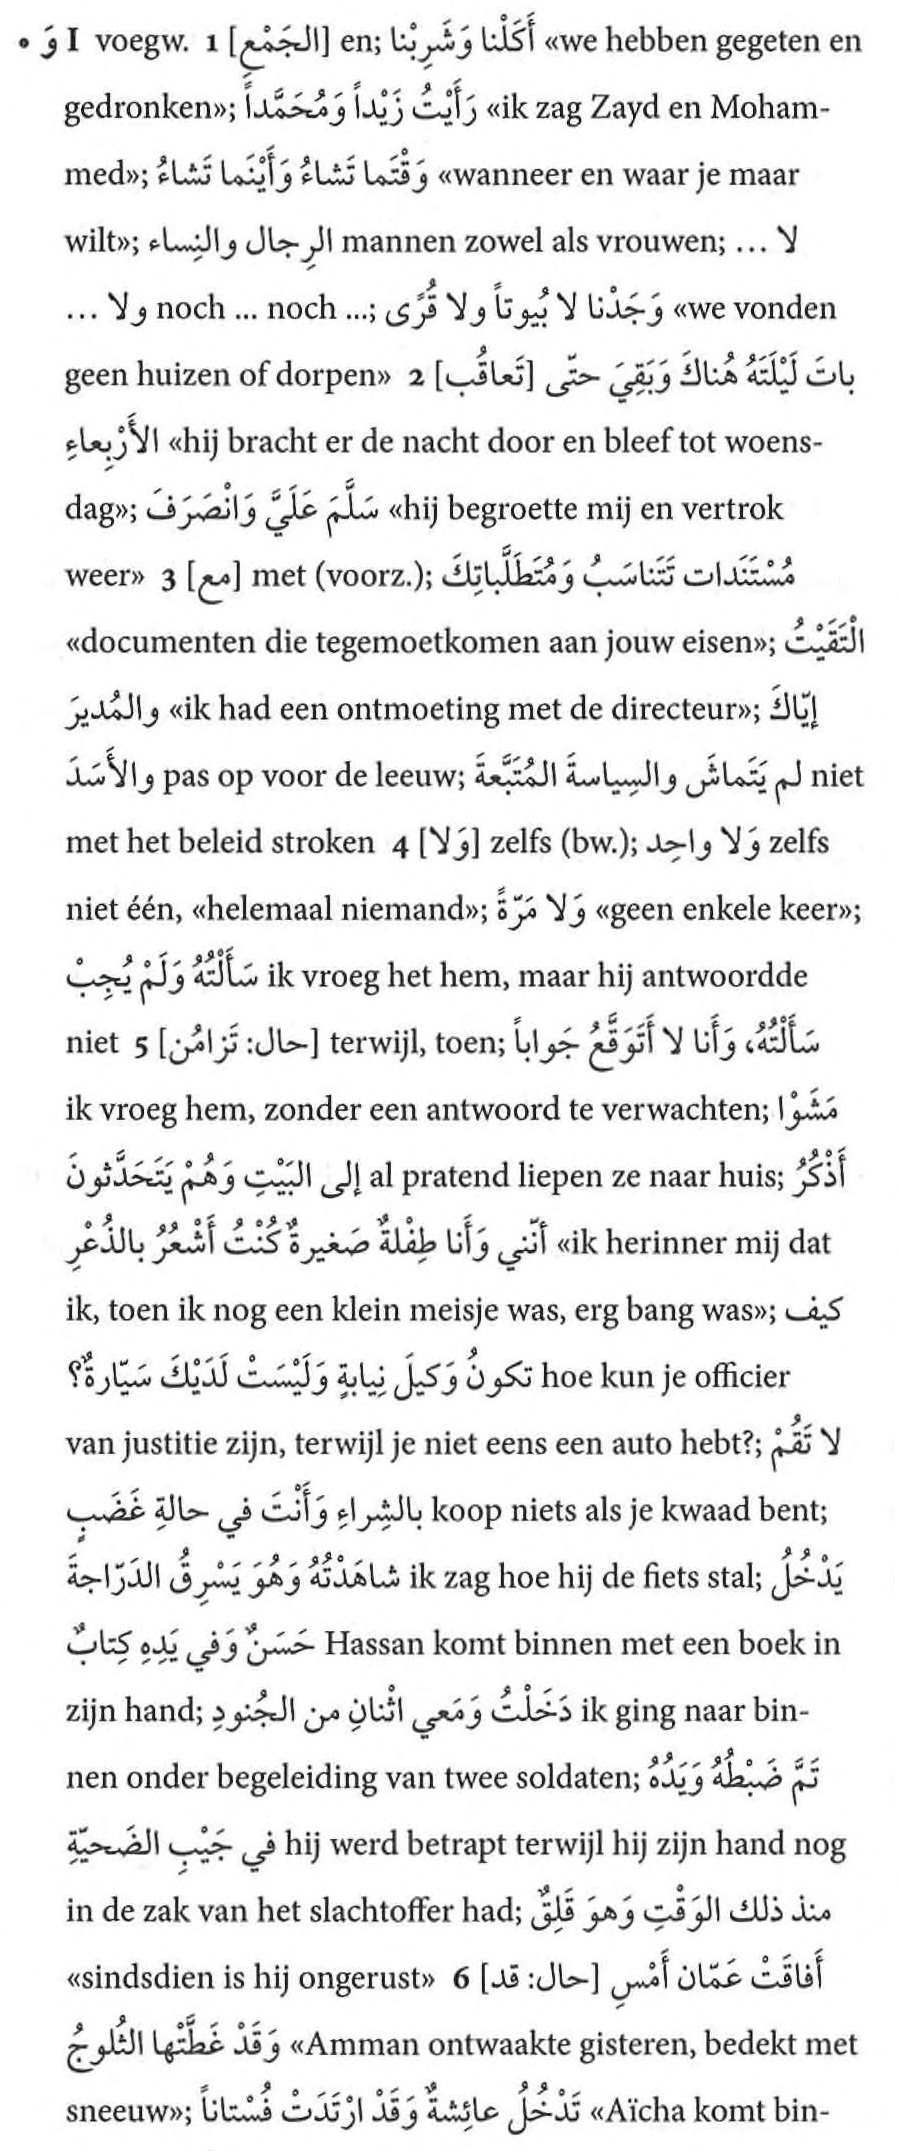 • وَ I voegw. 1 [الجَمْع] en; أَكَلْنا وَشَرِبْنا «we hebben gegeten en
gedronken»; رَأَيْتُ زَيْداً وَمُحَمَّداً «ik zag Zayd en Moham-
med»; وَقْتَما تَشاءُ وَأَيْنَما تَشاءُ «wanneer en waar je maar
wilt»; الرِجال والنِساء mannen zowel als vrouwen; لا ...
ولا ... noch ... noch ...; وَجَدْنا لا بُيُوتاً ولا قُرًى «we vonden
geen huizen of dorpen» 2 [تَعاقُب] باتَ لَيْلَتَهُ هُناكَ وَبَقِيَ حتّى
الأَرْبِعاءِ «hij bracht er de nacht door en bleef tot woens-
dag»; سَلَّمَ عَلَيَّ وَانْصَرَفَ «hij begroette mij en vertrok
weer» 3 [مع] met (voorz.); مُسْتَنَدات تَتَناسَبُ وَمُتَطَلَّباتِكَ
«documenten die tegemoetkomen aan jouw eisen»; الْتَقَيْتُ
والمُديرَ «ik had een ontmoeting met de directeur»; إيّاكَ
والأَسَدَ pas op voor de leeuw; لم يَتَماشَ والسِياسةَ المُتَّبَعةَ niet
met het beleid stroken 4 [وَلا] zelfs (bw.); وَلا واحِد zelfs
niet één, «helemaal niemand»; وَلا مَرّةً «geen enkele keer»;
سَأَلْتُهُ وَلَمْ يُجِبْ ik vroeg het hem, maar hij antwoordde
niet 5 [حال: تَزامُن] terwijl, toen; سَأَلْتُهُ، وَأَنا لا أَتَوَقَّعُ جَواباً
ik vroeg hem, zonder een antwoord te verwachten; مَشَوْا
إلى البَيْتِ وَهُمْ يَتَحَدَّثونَ al pratend liepen ze naar huis; أَذْكُرُ
أنّني وَأَنا طِفْلةٌ صَغيرةٌ كُنْتُ أَشْعُرُ بالذُعْرِ «ik herinner mij dat
ik, toen ik nog een klein meisje was, erg bang was»; كيف
تكونُ وَكيلَ نِيابةٍ وَلَيْسَتْ لَدَيْكَ سَيّارةٌ؟ hoe kun je officier
van justitie zijn, terwijl je niet eens een auto hebt?; لا تَقُمْ
بالشِراءِ وَأَنْتَ في حالةِ غَضَبٍ koop niets als je kwaad bent;
شاهَدْتُهُ وَهُوَ يَسْرِقُ الدَرّاجةَ ik zag hoe hij de fiets stal; يَدْخُلُ
حَسَنٌ وَفي يَدِهِ كِتابٌ Hassan komt binnen met een boek in
zijn hand; دَخَلْتُ وَمَعي اثْنانِ من الجُنودِ ik ging naar bin-
nen onder begeleiding van twee soldaten; تَمَّ ضَبْطُهُ وَيَدُهُ
في جَيْبِ الضَحيّةِ hij werd betrapt terwijl hij zijn hand nog
in de zak van het slachtoffer had; منذ ذلك الوَقْتِ وَهوَ قَلِقٌ
«sindsdien is hij ongerust» 6 [حال: قد] أَفاقَتْ عَمّان أَمْسِ
وَقَدْ غَطَّتْها الثُلوجُ «Amman ontwaakte gisteren, bedekt met
sneeuw»; تَدْخُلُ عائِشةٌ وَقَدْ ارْتَدَتْ فُسْتاناً «Aïcha komt bin-